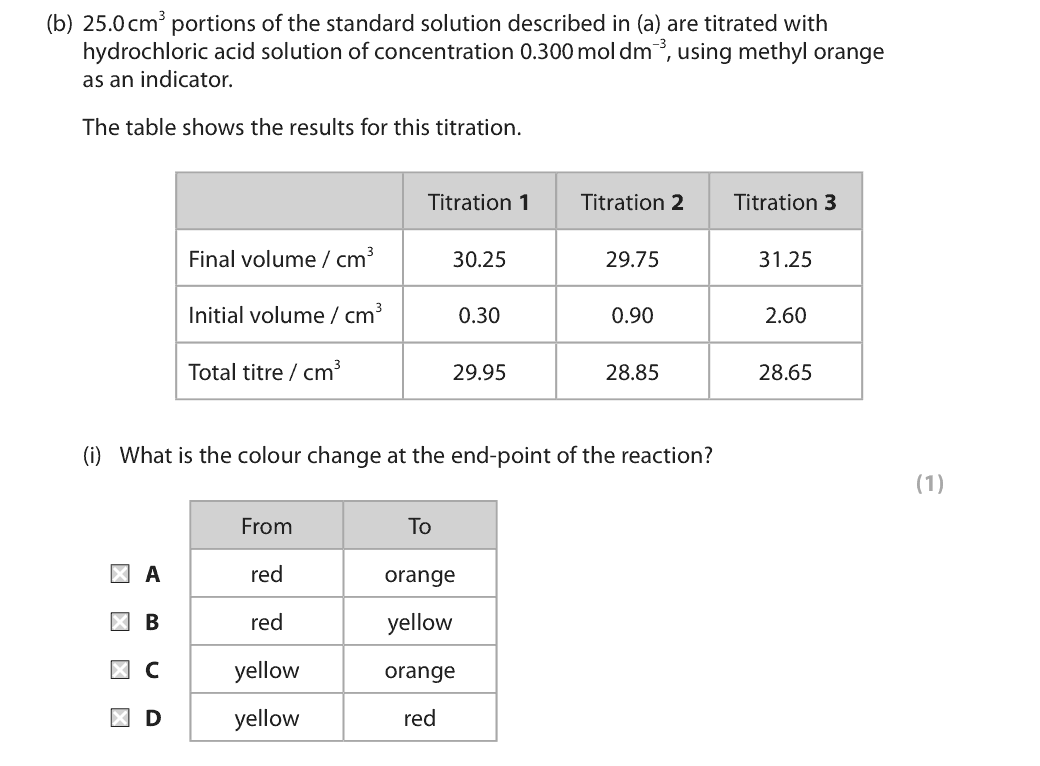 (b) 25.0 cm³ portions of the standard solution described in (a) are titrated with
hydrochloric acid solution of concentration 0.300 mol dm⁻³, using methyl orange
as an indicator.
The table shows the results for this titration.
Titration 1 Titration 2 Titration 3
Final volume / cm³ 30.25 29.75 31.25
Initial volume / cm³ 0.30 0.90 2.60
Total titre / cm³ 29.95 28.85 28.65
(i) What is the colour change at the end-point of the reaction?
(1)
From To
A red orange
B red yellow
C yellow orange
D yellow red